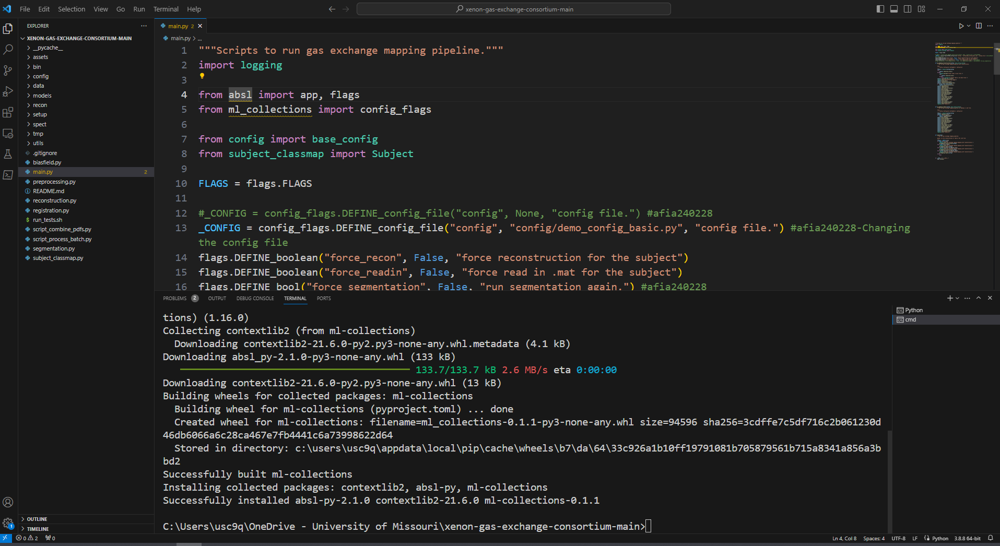 File Edit Selection View Go Run Terminal Help
xenon-gas-exchange-consortium-main
EXPLORER
XENON-GAS-EXCHANGE-CONSORTIUM-MAIN
__pycache__
assets
bin
config
data
models
recon
setup
spect
tmp
utils
.gitignore
biasfield.py
main.py 2
preprocessing.py
README.md
reconstruction.py
registration.py
run_tests.sh
script_combine_pdfs.py
script_process_batch.py
segmentation.py
subject_classmap.py
OUTLINE
TIMELINE
main.py 2
main.py > ...
1 """Scripts to run gas exchange mapping pipeline."""
2 import logging
3
4 from absl import app, flags
5 from ml_collections import config_flags
6
7 from config import base_config
8 from subject_classmap import Subject
9
10 FLAGS = flags.FLAGS
11
12 #_CONFIG = config_flags.DEFINE_config_file("config", None, "config file.") #afia240228
13 _CONFIG = config_flags.DEFINE_config_file("config", "config/demo_config_basic.py", "config file.") #afia240228-Changing
the config file
14 flags.DEFINE_boolean("force_recon", False, "force reconstruction for the subject")
15 flags.DEFINE_boolean("force_readin", False, "force read in .mat for the subject")
16 flags.DEFINE_bool("force_segmentation", False, "run segmentation again.") #afia240228
PROBLEMS 2 OUTPUT DEBUG CONSOLE TERMINAL PORTS
Python
cmd
tions) (1.16.0)
Collecting contextlib2 (from ml-collections)
Downloading contextlib2-21.6.0-py2.py3-none-any.whl.metadata (4.1 kB)
Downloading absl_py-2.1.0-py3-none-any.whl (133 kB)
133.7/133.7 kB 2.6 MB/s eta 0:00:00
Downloading contextlib2-21.6.0-py2.py3-none-any.whl (13 kB)
Building wheels for collected packages: ml-collections
Building wheel for ml-collections (pyproject.toml) ... done
Created wheel for ml-collections: filename=ml_collections-0.1.1-py3-none-any.whl size=94596 sha256=3cdffe7c5df716c2b061230d
46db6066a6c28ca467e7fb4441c6a73998622d64
Stored in directory: c:\users\usc9q\appdata\local\pip\cache\wheels\b7\da\64\33c926a1b10ff19791081b705879561b715a8341a856a3b
bd2
Successfully built ml-collections
Installing collected packages: contextlib2, absl-py, ml-collections
Successfully installed absl-py-2.1.0 contextlib2-21.6.0 ml-collections-0.1.1
C:\Users\usc9q\OneDrive - University of Missouri\xenon-gas-exchange-consortium-main>
1
0 2 0
Ln 4, Col 8 Spaces: 4 UTF-8 LF Python 3.8.8 64-bit